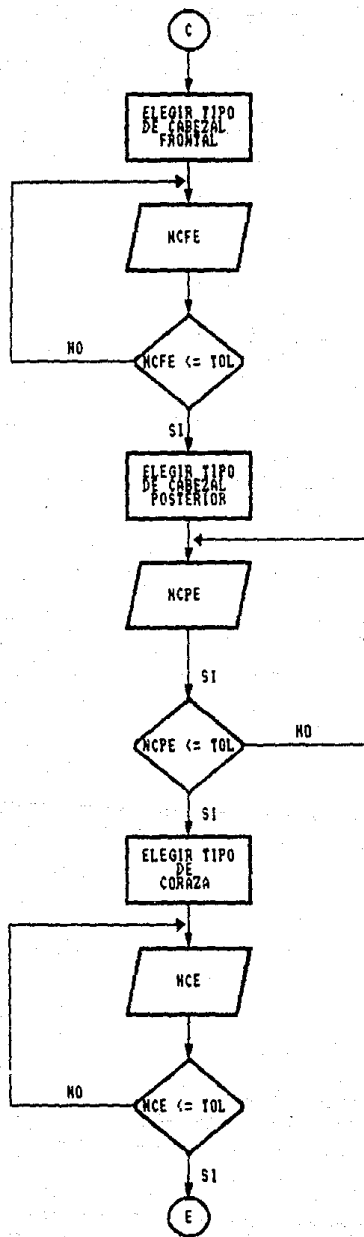 C
ELEGIR TIPO
DE CABEZAL
FRONTAL
NCFE
NO
NCFE <= TOL
SI
ELEGIR TIPO
DE CABEZAL
POSTERIOR
NCPE
SI
NCPE <= TOL
NO
SI
ELEGIR TIPO
DE
CORAZA
NCE
NO
NCE <= TOL
SI
E